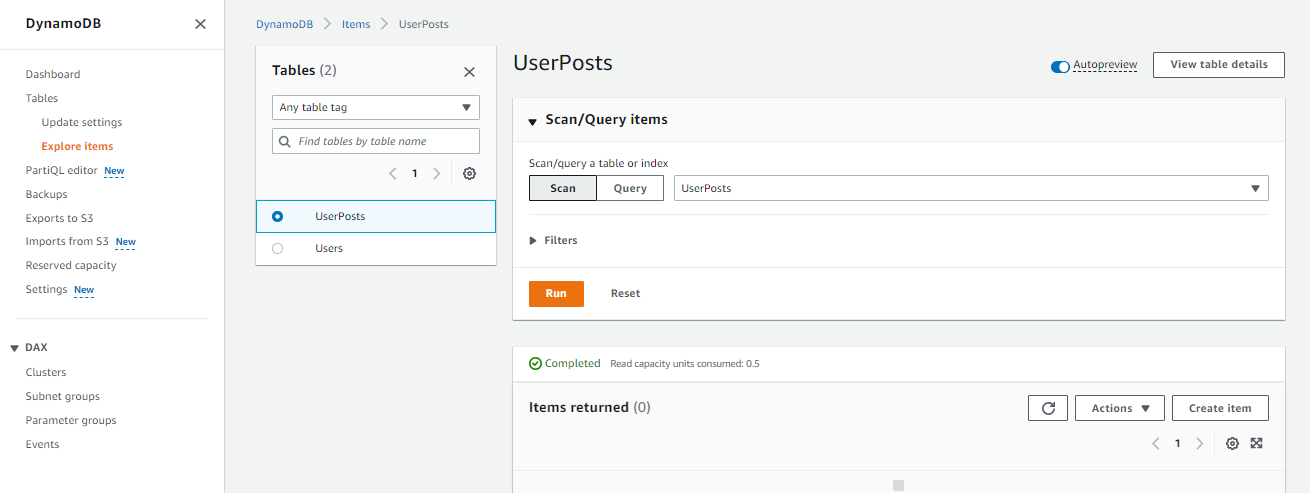 DynamoDB
Dashboard
Tables
Update settings
Explore items
PartiQL editor New
Backups
Exports to S3
Imports from S3 New
Reserved capacity
Settings New
DAX
Clusters
Subnet groups
Parameter groups
Events
DynamoDB Items UserPosts
Tables (2)
Any table tag
Find tables by table name
1
UserPosts
Users
UserPosts
Autopreview View table details
Scan/Query items
Scan/query a table or index
Scan Query UserPosts
Filters
Run Reset
Completed Read capacity units consumed: 0.5
Items returned (0) Actions Create item
1